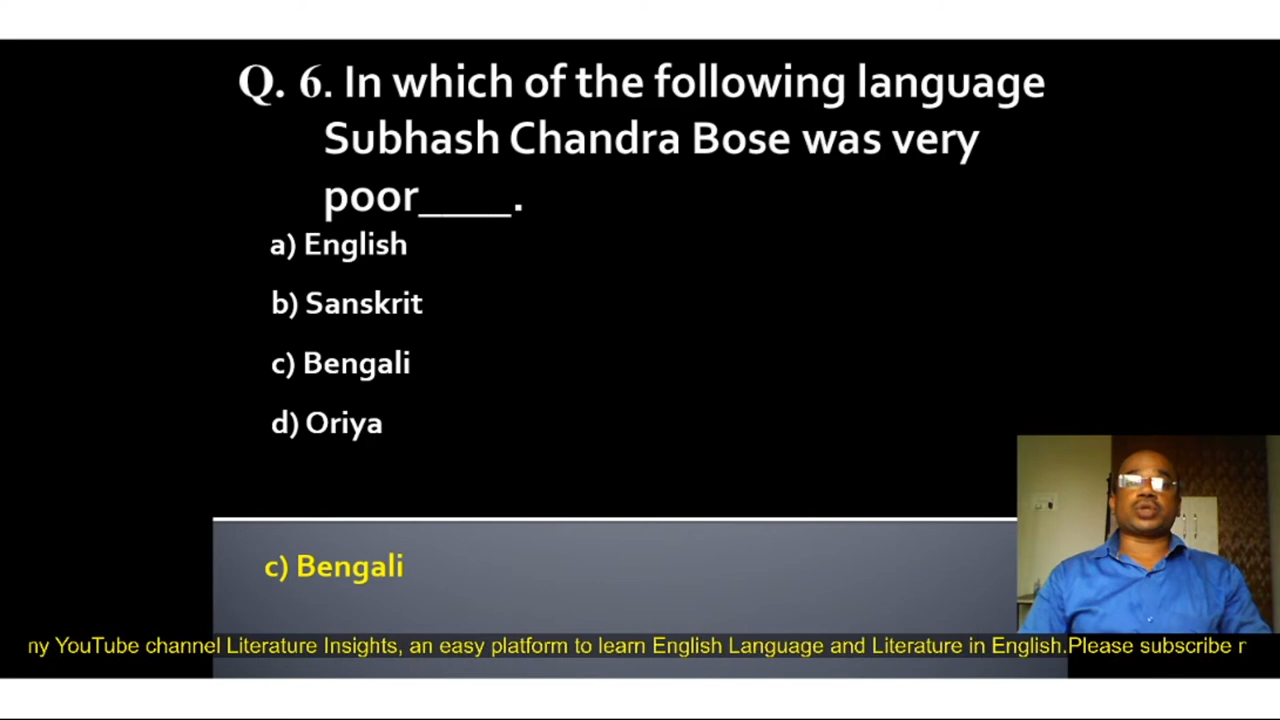 Q. 6. In which of the following language
Subhash Chandra Bose was very
poor____.
a) English
b) Sanskrit
c) Bengali
d) Oriya
c) Bengali
ny YouTube channel Literature Insights, an easy platform to learn English Language and Literature in English.Please subscribe